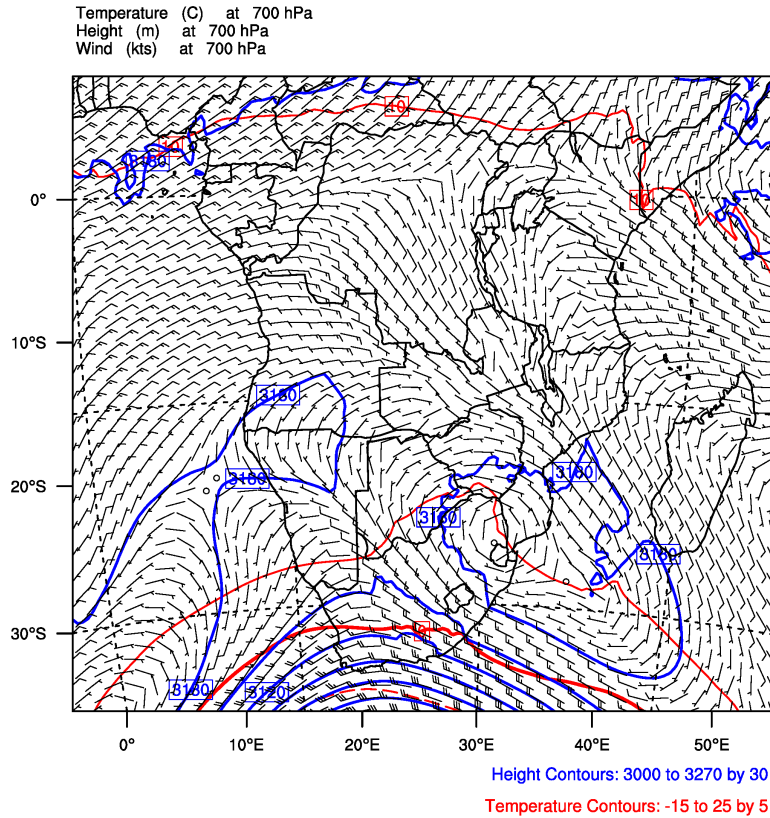 Temperature (C) at 700 hPa
Height (m) at 700 hPa
Wind (kts) at 700 hPa
10
10
3180
0°
10
10°S
3180
3180
3180
20°S
3180
3180
30°S
0
3180
3120
0°
10°E
20°E
30°E
40°E
50°E
Height Contours: 3000 to 3270 by 30
Temperature Contours: -15 to 25 by 5